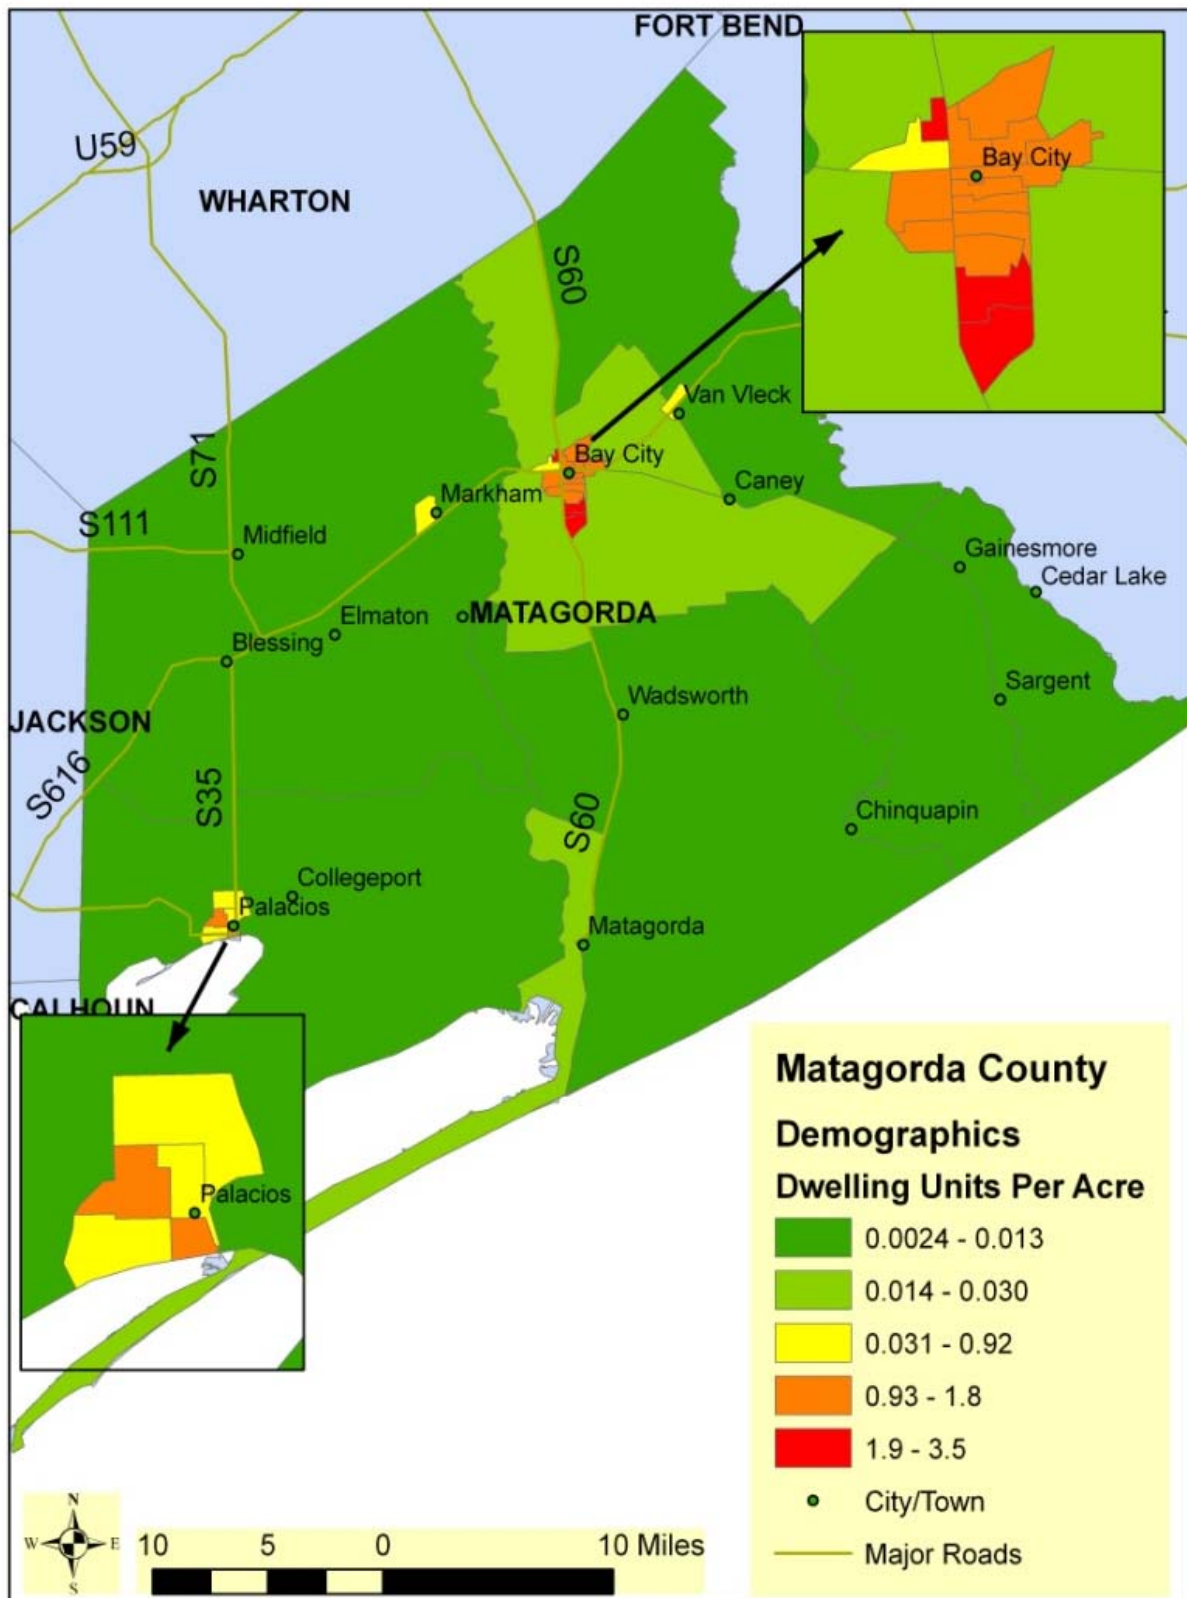 FORT BEND
U59
WHARTON
S60
Bay City
Van Vleck
Bay City
S71
Markham
Caney
S111
Midfield
Gainesmore
Cedar Lake
Elmaton
MATAGORDA
Blessing
Sargent
Wadsworth
JACKSON
S616
S35
S60
Chinquapin
Collegeport
Palacios
Matagorda
CALHOUN
Palacios
Matagorda County
Demographics
Dwelling Units Per Acre
0.0024 - 0.013
0.014 - 0.030
0.031 - 0.92
0.93 - 1.8
1.9 - 3.5
City/Town
Major Roads
N
W E
S
10 5 0 10 Miles